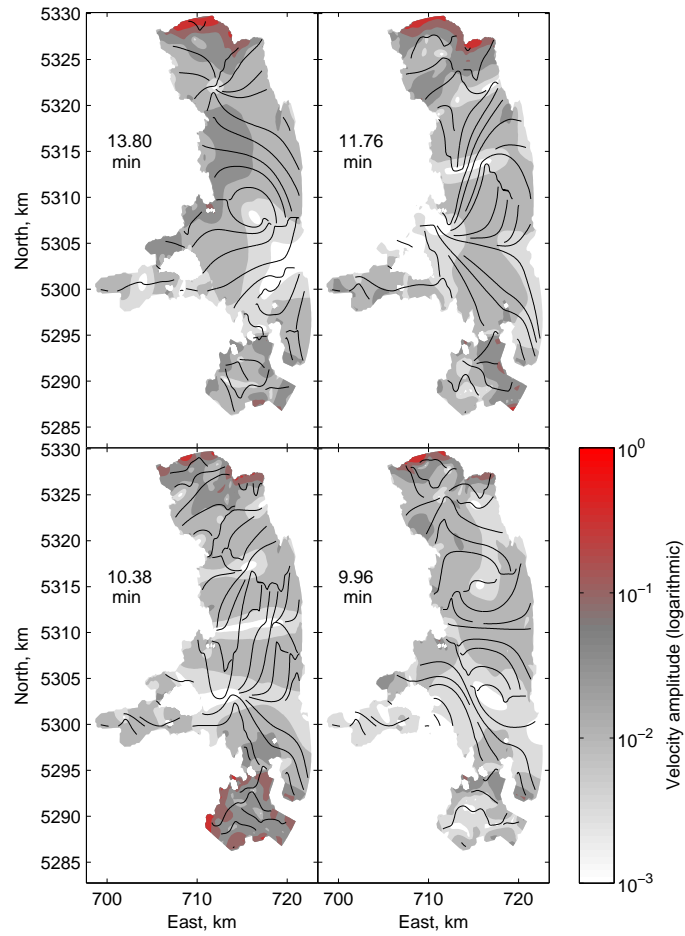 5330
5325
5320
5315
5310
5305
5300
5295
5290
5285
North, km
13.80
min
11.76
min
5330
5325
5320
5315
5310
5305
5300
5295
5290
5285
North, km
10.38
min
9.96
min
700 710 720
East, km
700 710 720
East, km
10^0
10^−1
10^−2
10^−3
Velocity amplitude (logarithmic)